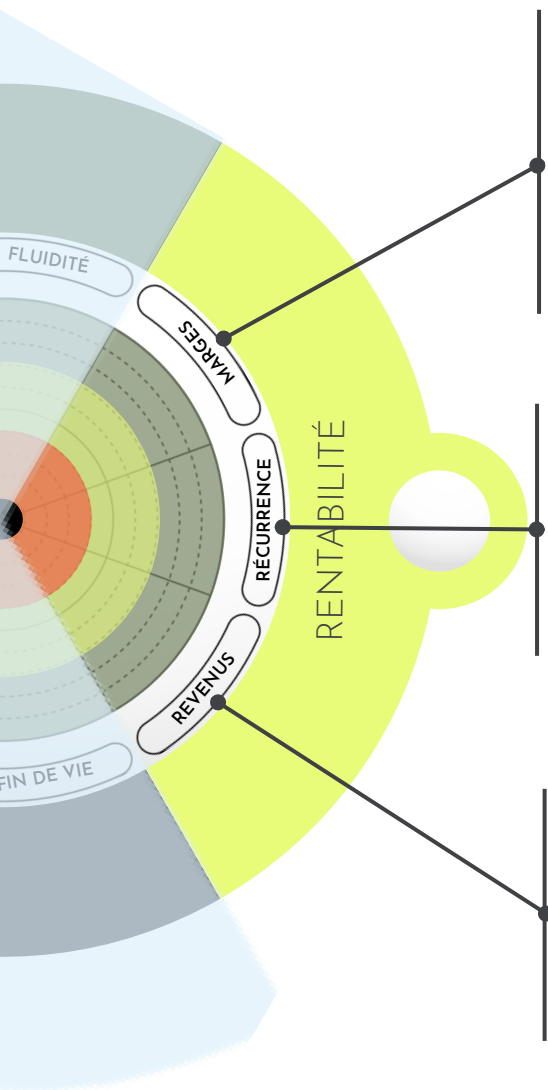 FLUIDITÉ
MARGES
RÉCURRENCE
RENTABILITÉ
REVENUS
FIN DE VIE